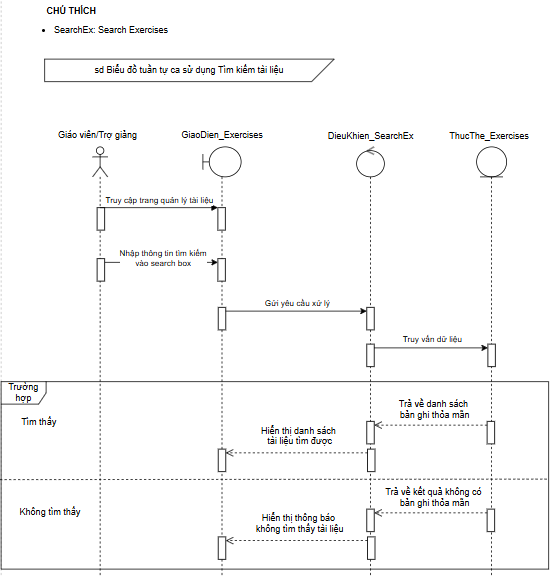 CHÚ THÍCH
SearchEx: Search Exercises
sd Biểu đồ tuần tự ca sử dụng Tìm kiếm tài liệu
Giáo viên/Trợ giảng
GiaoDien_Exercises
DieuKhien_SearchEx
ThucThe_Exercises
Truy cập trang quản lý tài liệu
Nhập thông tin tìm kiếm
vào search box
Gửi yêu cầu xử lý
Truy vấn dữ liệu
Trường
hợp
Tìm thấy
Trả về danh sách
bản ghi thỏa mãn
Hiển thị danh sách
tài liệu tìm được
Không tìm thấy
Trả về kết quả không có
bản ghi thỏa mãn
Hiển thị thông báo
không tìm thấy tài liệu